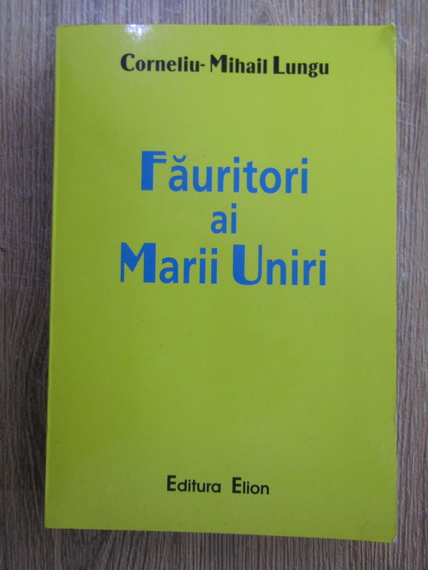 Corneliu-Mihail Lungu
Făuritori
ai
Marii Uniri
Editura Elion